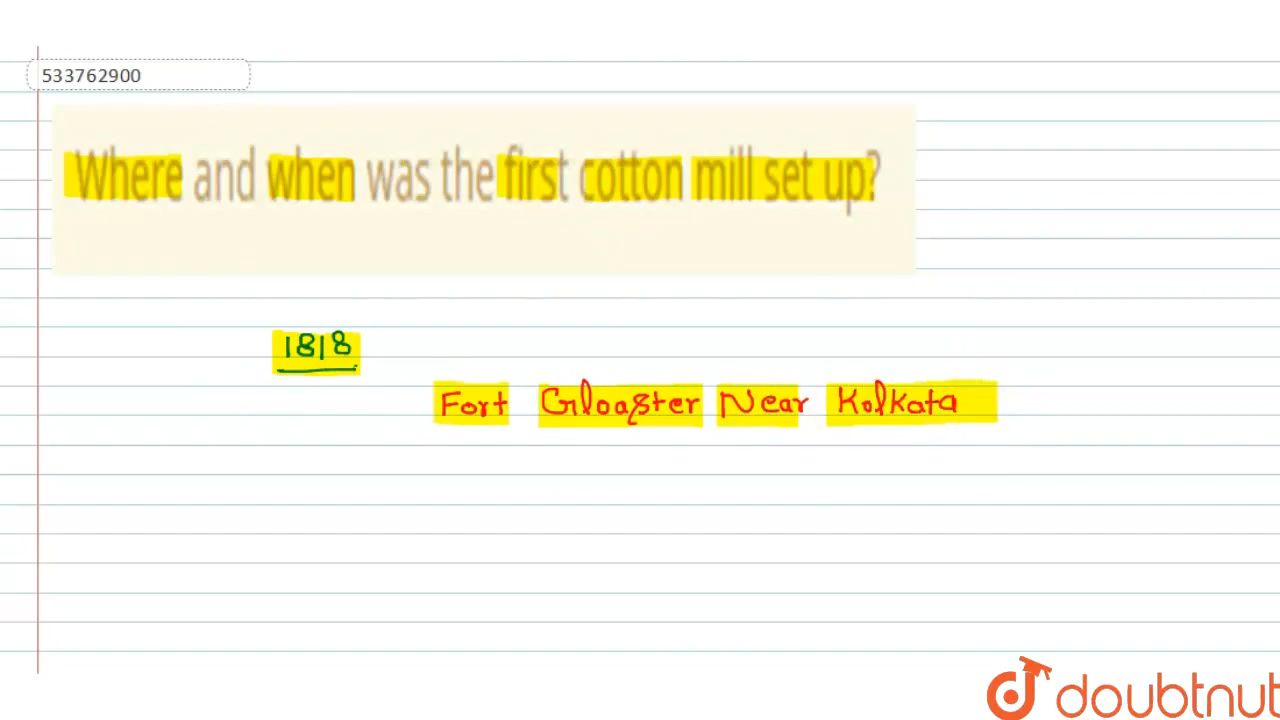 533762900
Where and when was the first cotton mill set up?
1818
Fort Gloaster Near Kolkata
doubtnut